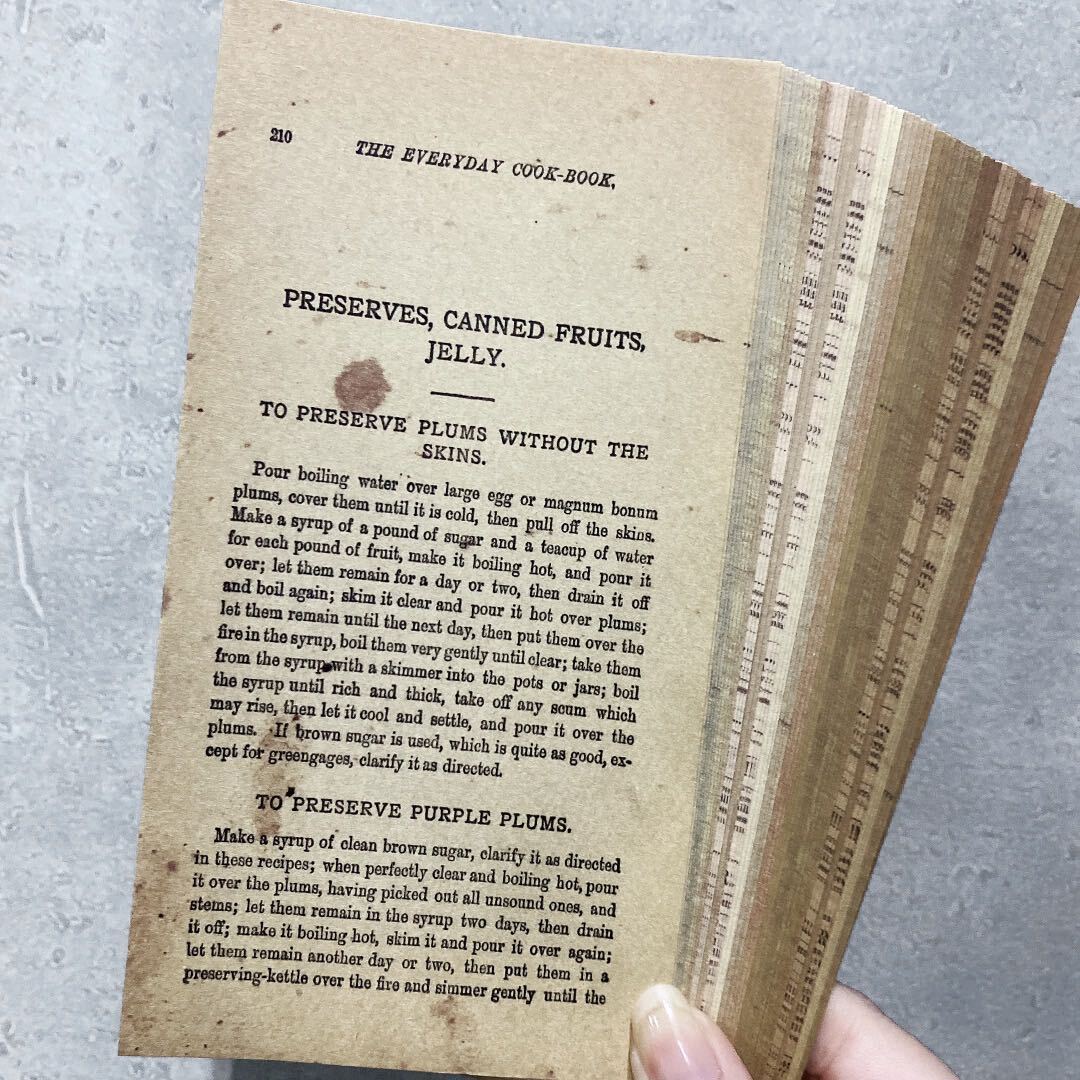 210
THE EVERYDAY COOK-BOOK.
PRESERVES, CANNED FRUITS,
JELLY.
TO PRESERVE PLUMS WITHOUT THE
SKINS.
Pour boiling water over large egg or magnum bonum
plums, cover them until it is cold, then pull off the skins.
Make a syrup of a pound of sugar and a teacup of water
for each pound of fruit, make it boiling hot, and pour it
over; let them remain for a day or two, then drain it off
and boil again; skim it clear and pour it hot over plums;
let them remain until the next day, then put them over the
fire in the syrup, boil them very gently until clear; take them
from the syrup with a skimmer into the pots or jars; boil
the syrup until rich and thick, take off any scum which
may rise, then let it cool and settle, and pour it over the
plums. If brown sugar is used, which is quite as good, ex-
cept for greengages, clarify it as directed.
TO PRESERVE PURPLE PLUMS.
Make a syrup of clean brown sugar, clarify it as directed
in these recipes; when perfectly clear and boiling hot, pour
it over the plums, having picked out all unsound ones, and
stems; let them remain in the syrup two days, then drain
it off; make it boiling hot, skim it and pour it over again;
let them remain another day or two, then put them in a
preserving-kettle over the fire and simmer gently until the